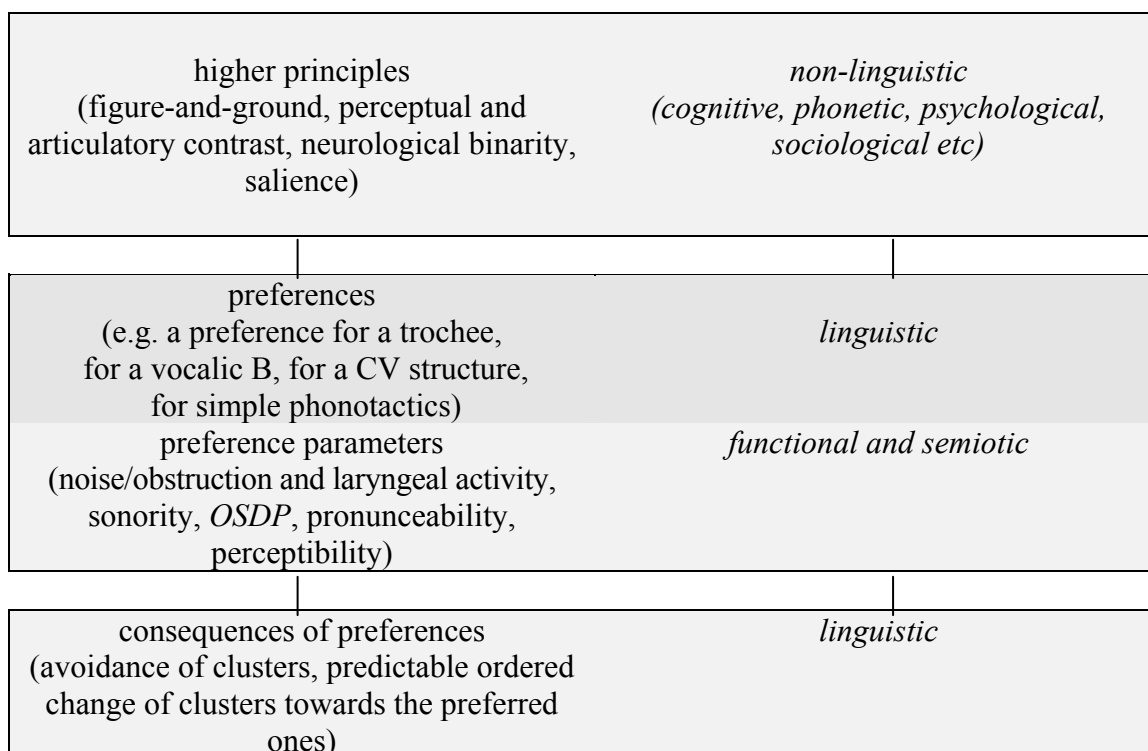 higher principles
(figure-and-ground, perceptual and
articulatory contrast, neurological binarity,
salience)
non-linguistic
(cognitive, phonetic, psychological,
sociological etc)
preferences
(e.g. a preference for a trochee,
for a vocalic B, for a CV structure,
for simple phonotactics)
linguistic
preference parameters
(noise/obstruction and laryngeal activity,
sonority, OSDP, pronunceability,
perceptibility)
functional and semiotic
consequences of preferences
(avoidance of clusters, predictable ordered
change of clusters towards the preferred
ones)
linguistic